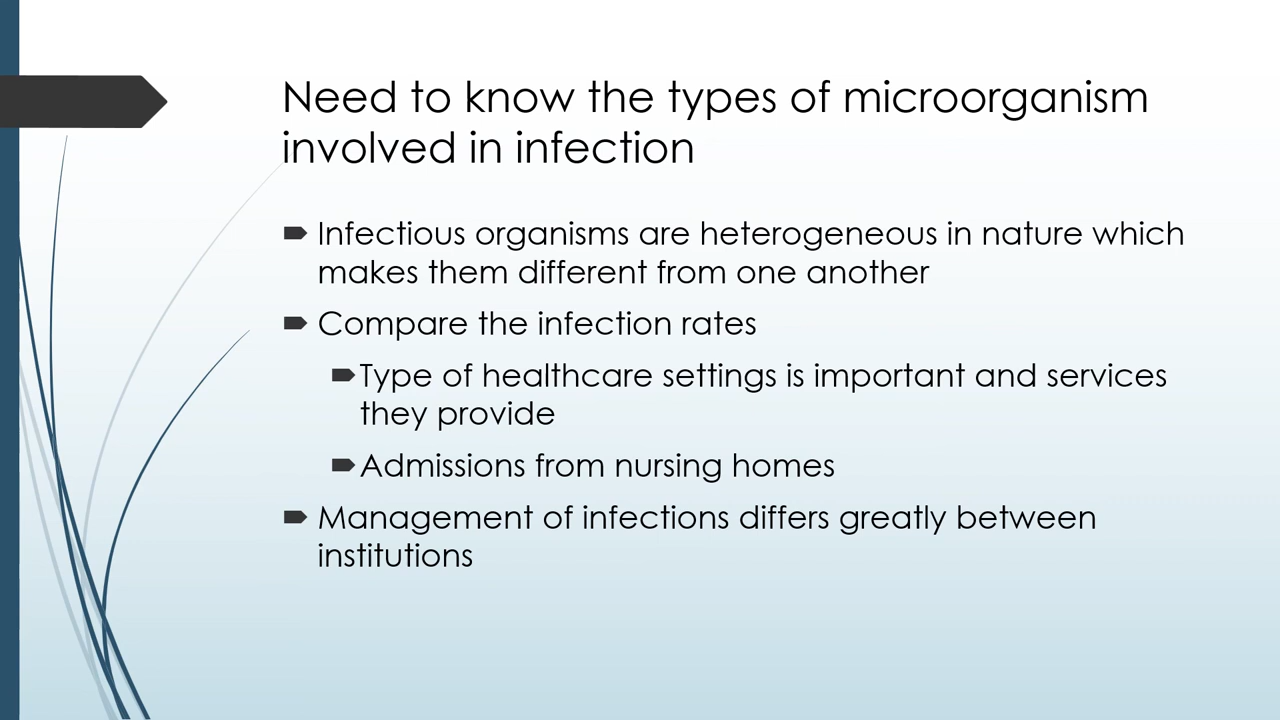 Need to know the types of microorganism
involved in infection
Infectious organisms are heterogeneous in nature which
makes them different from one another
Compare the infection rates
Type of healthcare settings is important and services
they provide
Admissions from nursing homes
Management of infections differs greatly between
institutions